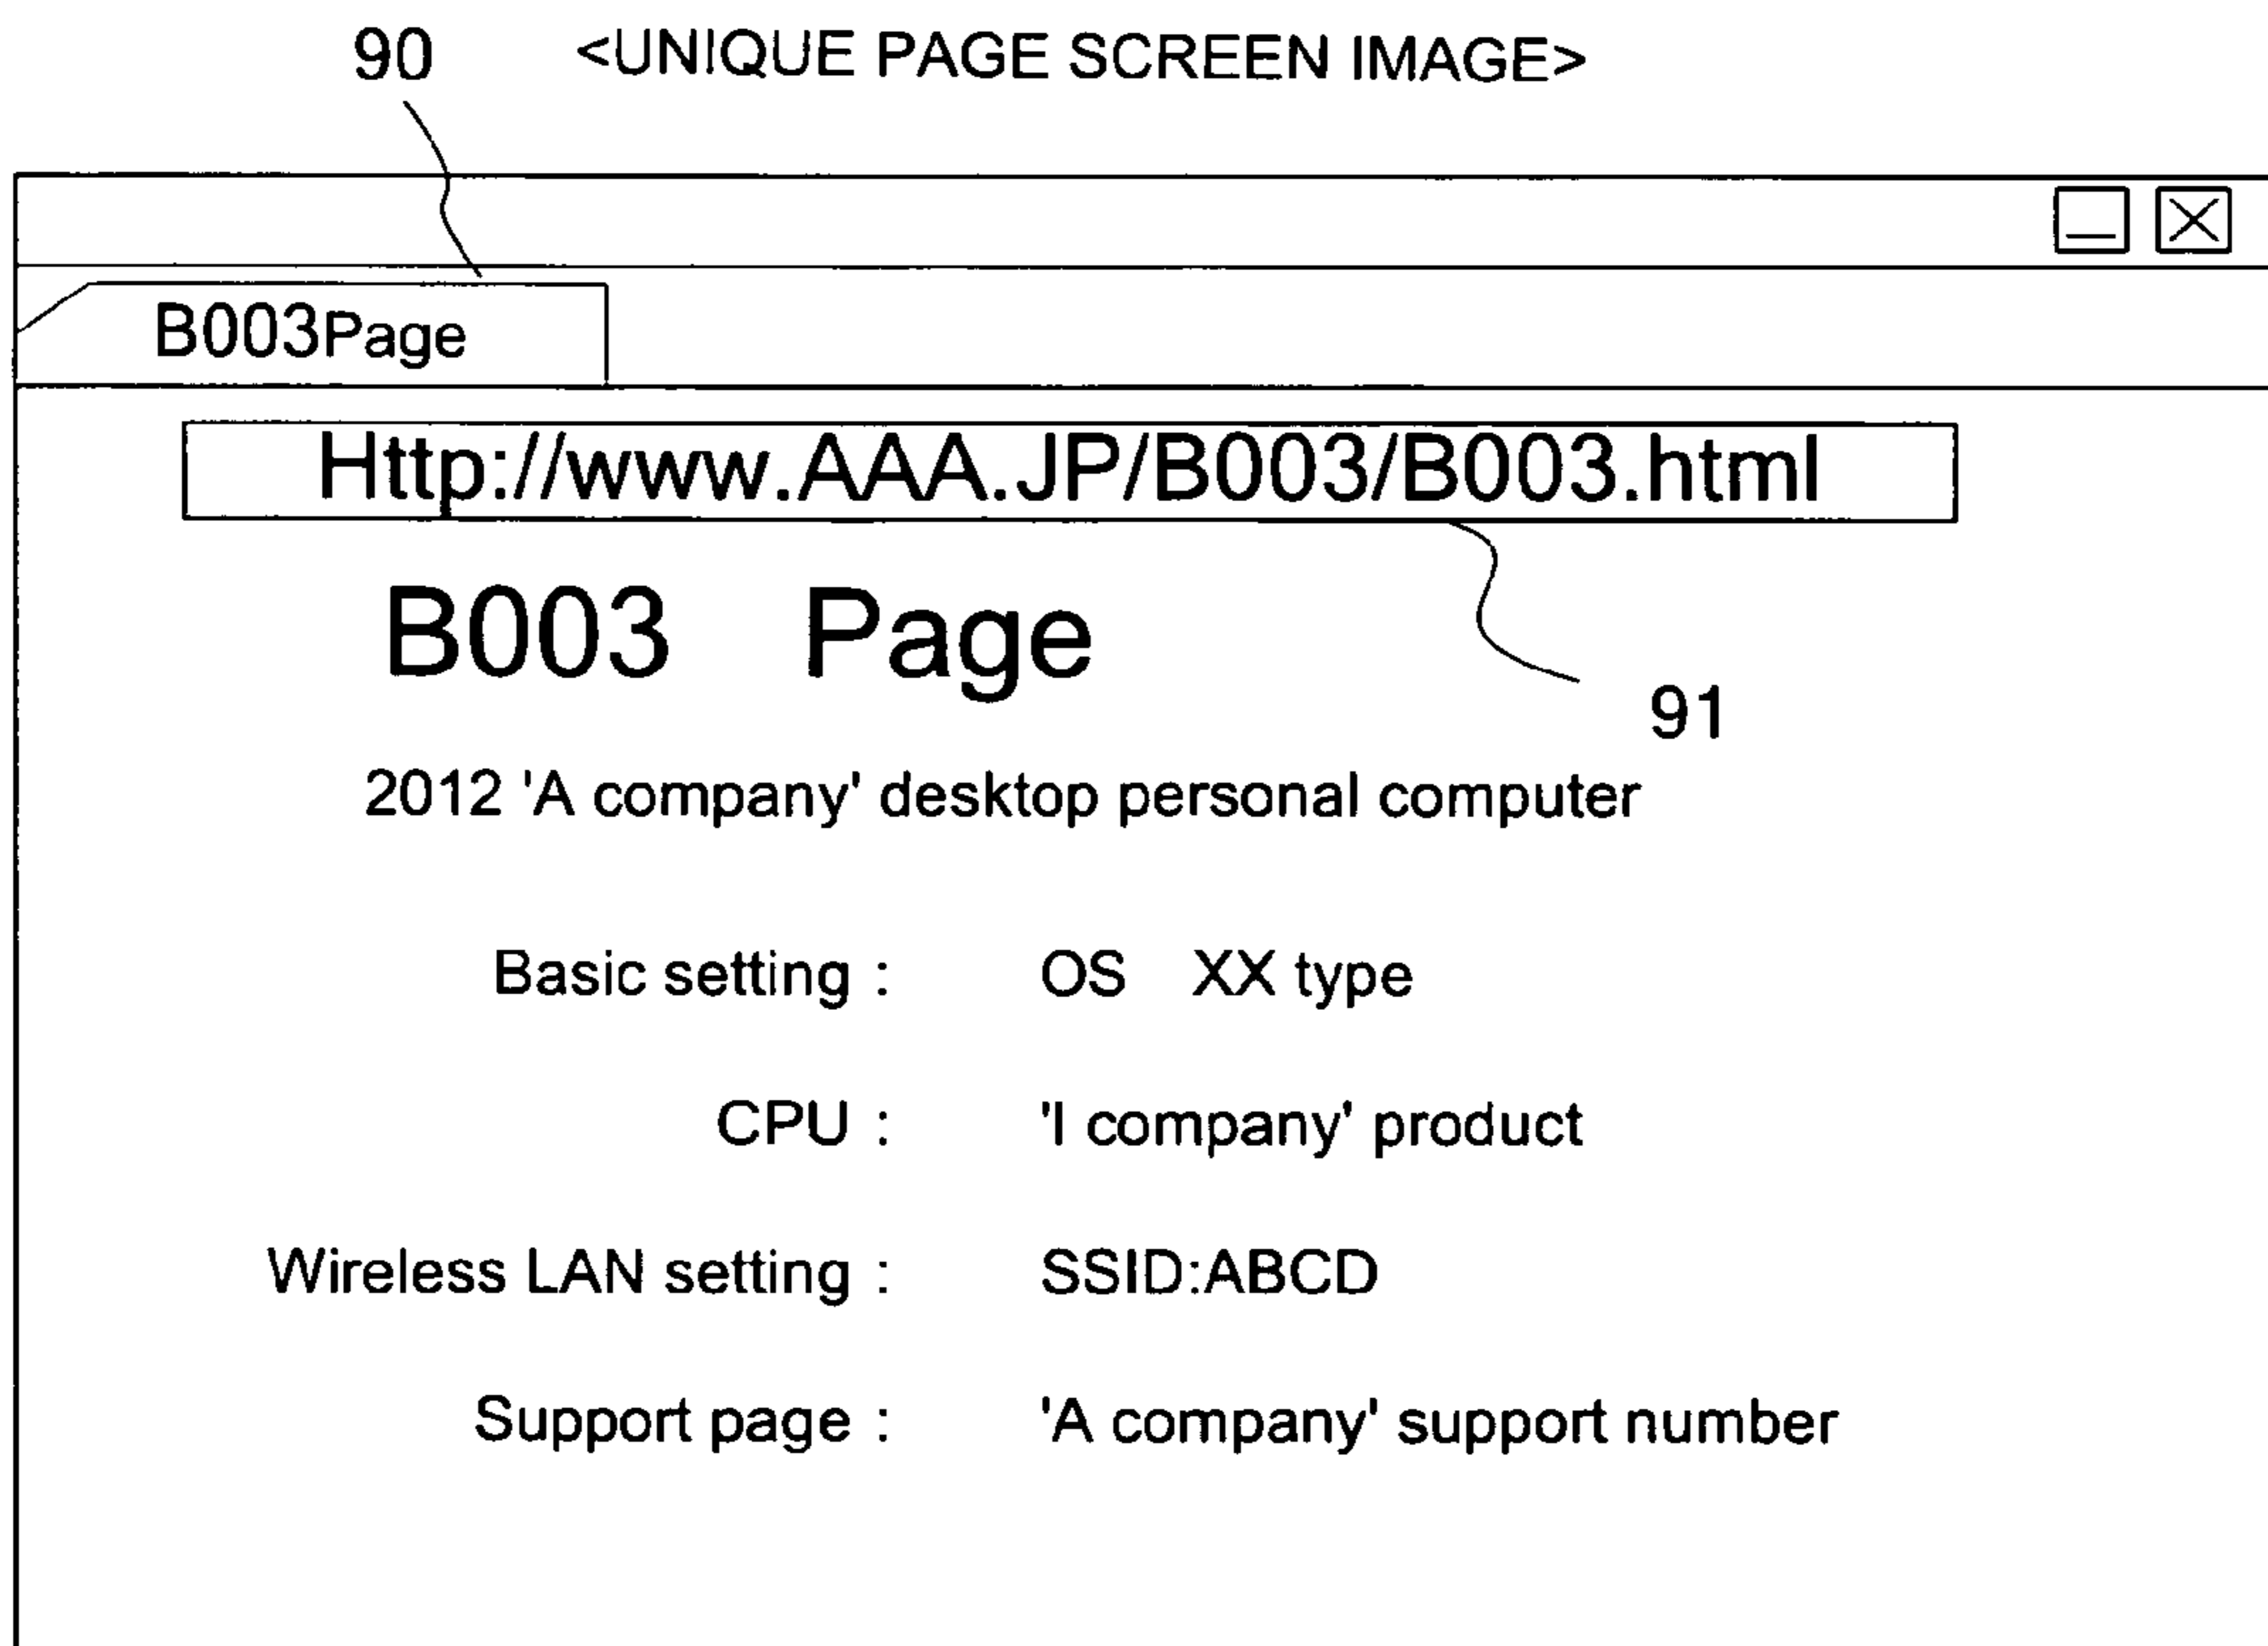 90 <UNIQUE PAGE SCREEN IMAGE>
B003Page
Http://www.AAA.JP/B003/B003.html
B003 Page
91
2012 'A company' desktop personal computer
Basic setting : OS XX type
CPU : 'I company' product
Wireless LAN setting : SSID:ABCD
Support page : 'A company' support number